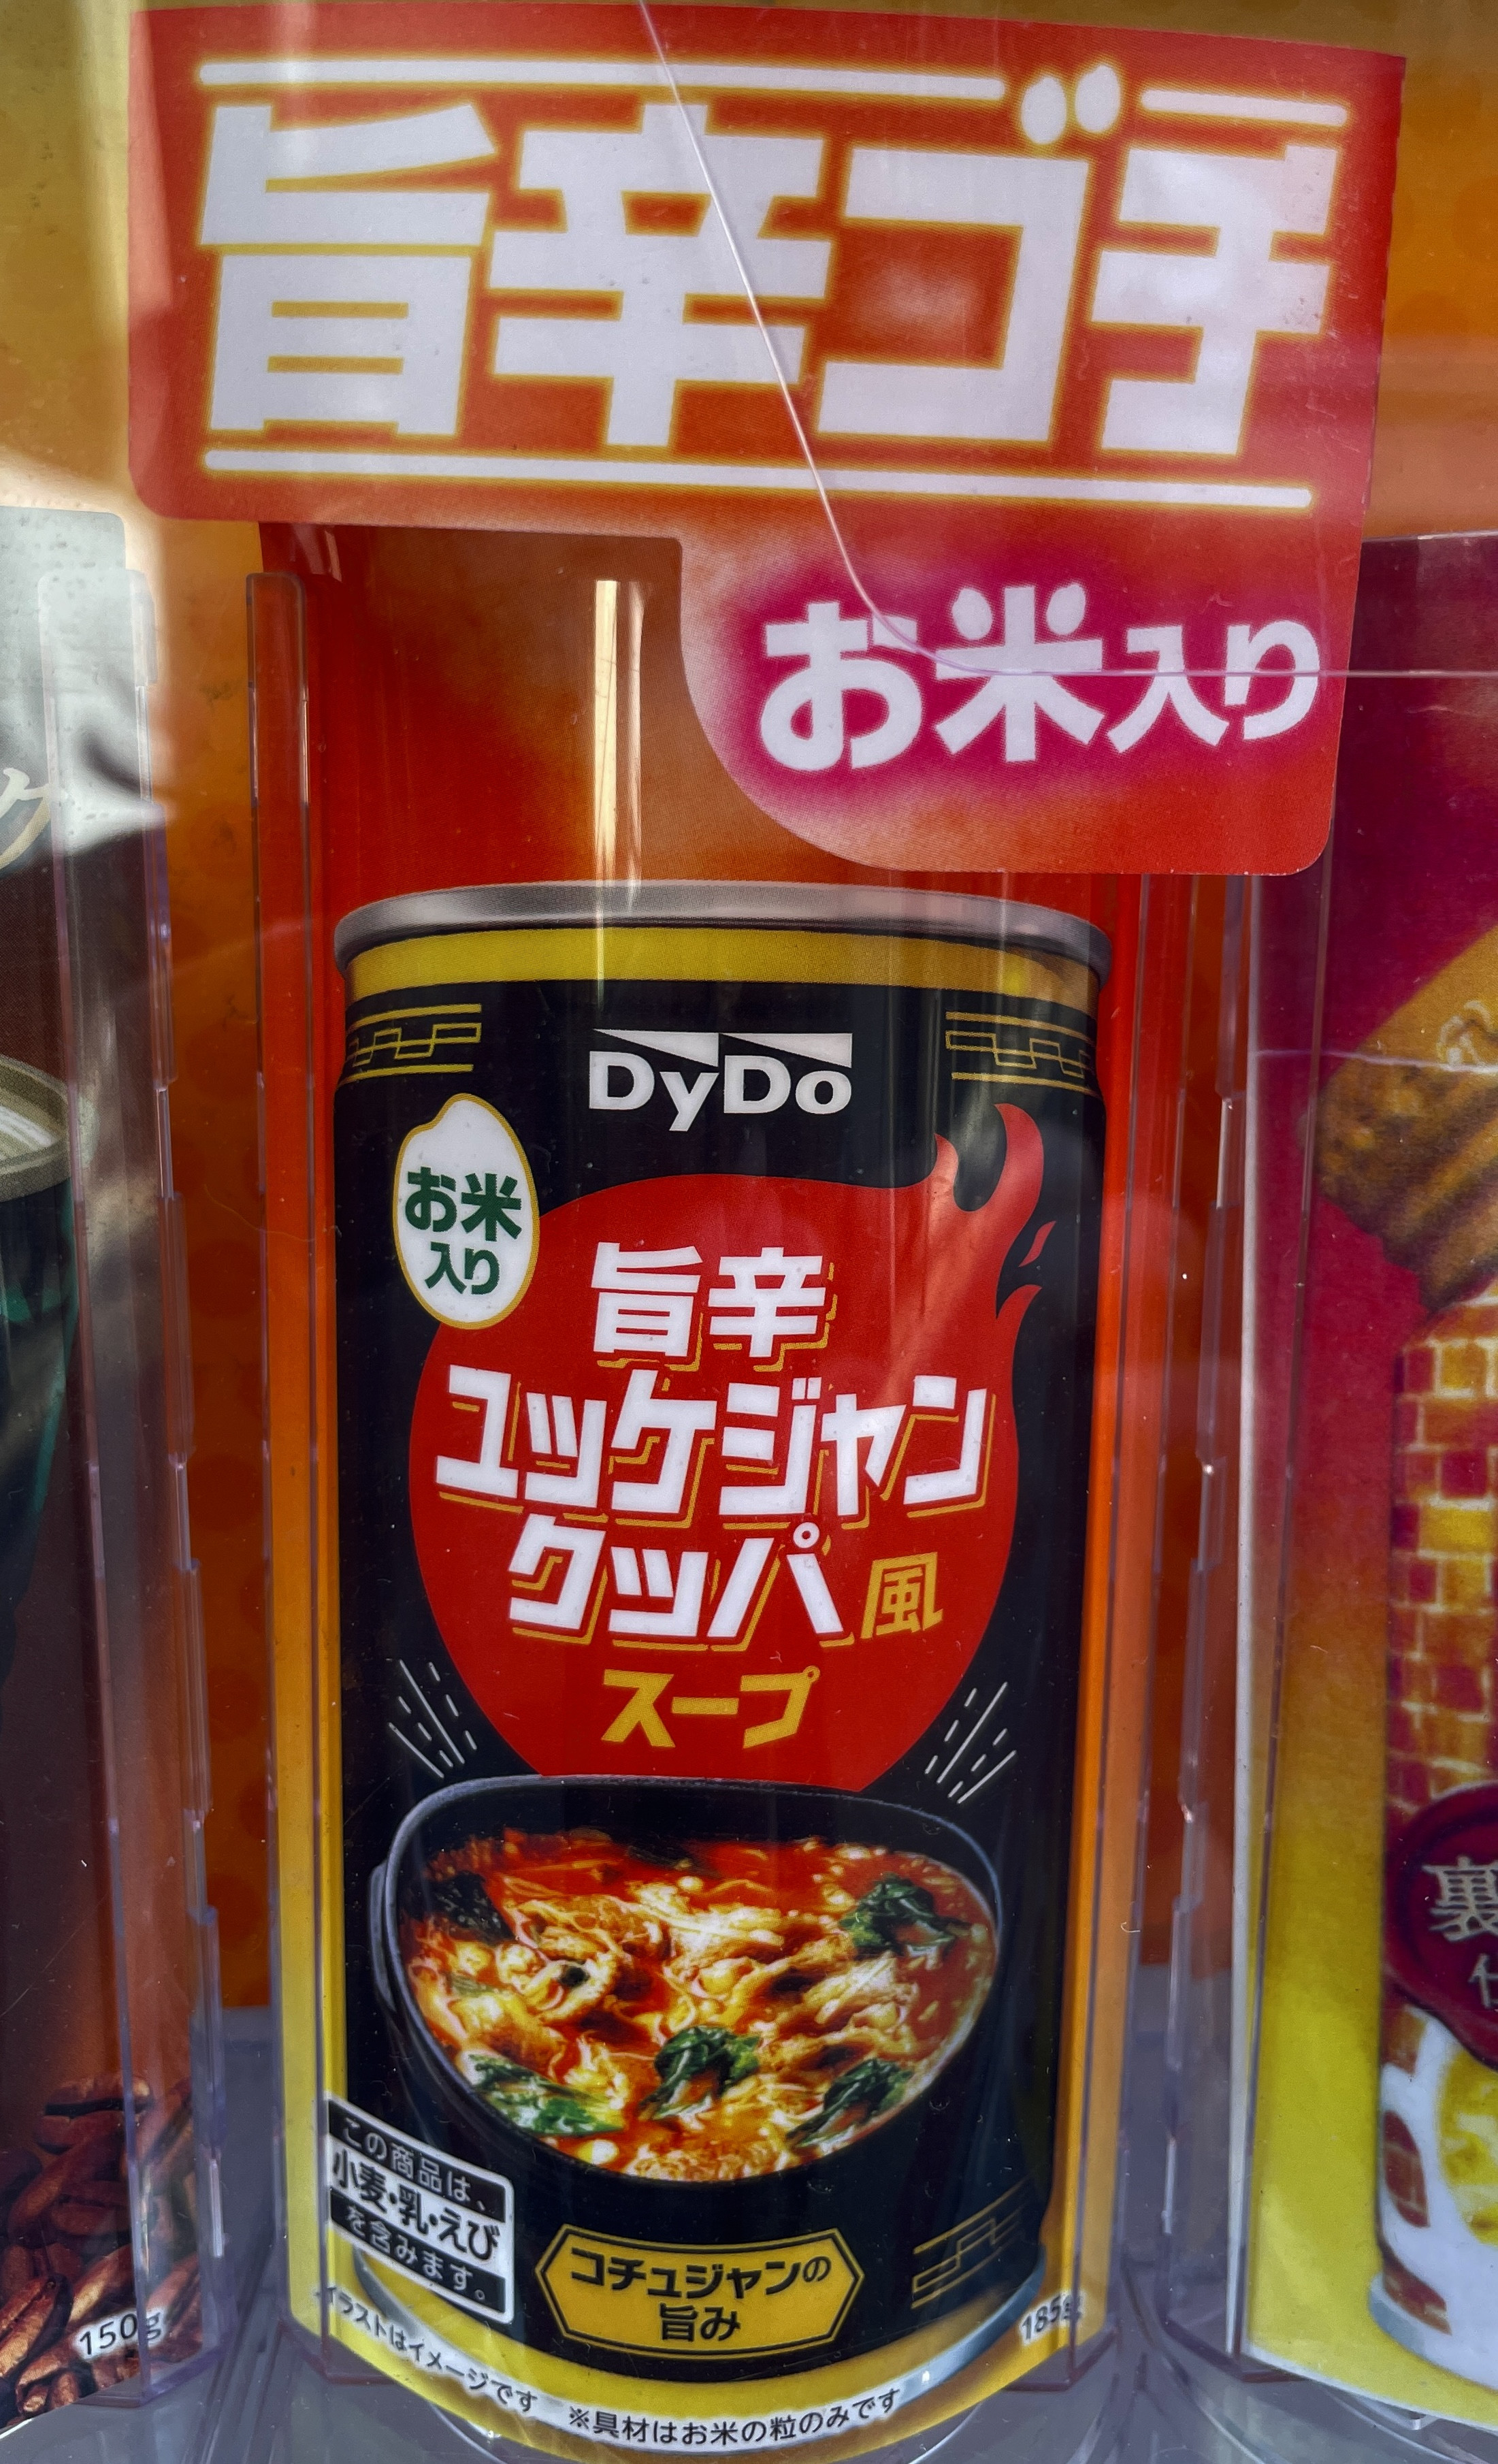 旨辛ゴチ
お米入り
DyDo
お米
入り
旨辛
ユッケジャン
クッパ風
スープ
この商品は、
小麦・乳・えび
を含みます。
コチュジャンの
旨み
イラストはイメージです ※具材はお米の粒のみです
185g
150g
裏